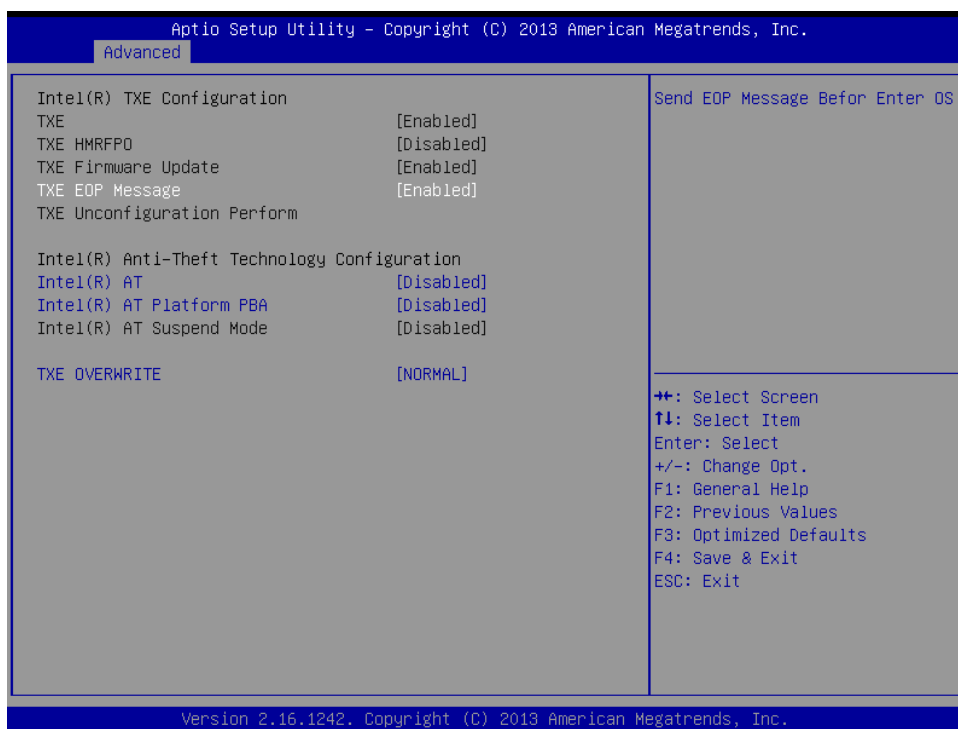 Aptio Setup Utility – Copyright (C) 2013 American Megatrends, Inc.
Advanced
Intel(R) TXE Configuration
TXE [Enabled]
TXE HMRFPO [Disabled]
TXE Firmware Update [Enabled]
TXE EOP Message [Enabled]
TXE Unconfiguration Perform
Intel(R) Anti-Theft Technology Configuration
Intel(R) AT [Disabled]
Intel(R) AT Platform PBA [Disabled]
Intel(R) AT Suspend Mode [Disabled]
TXE OVERWRITE [NORMAL]
Send EOP Message Befor Enter OS
→←: Select Screen
↑↓: Select Item
Enter: Select
+/-: Change Opt.
F1: General Help
F2: Previous Values
F3: Optimized Defaults
F4: Save & Exit
ESC: Exit
Version 2.16.1242. Copyright (C) 2013 American Megatrends, Inc.